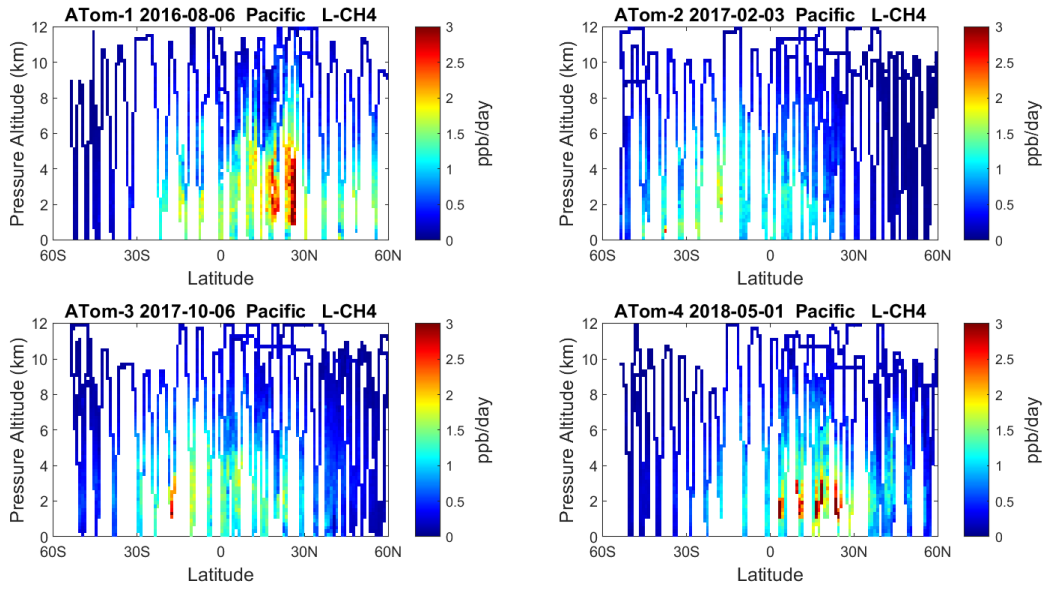 ATom-1 2016-08-06 Pacific L-CH4
12
10
8
6
4
2
0
Pressure Altitude (km)
60S 30S 0 30N 60N
Latitude
3
2.5
2
1.5
1
0.5
0
ppb/day
ATom-2 2017-02-03 Pacific L-CH4
12
10
8
6
4
2
0
Pressure Altitude (km)
60S 30S 0 30N 60N
Latitude
3
2.5
2
1.5
1
0.5
0
ppb/day
ATom-3 2017-10-06 Pacific L-CH4
12
10
8
6
4
2
0
Pressure Altitude (km)
60S 30S 0 30N 60N
Latitude
3
2.5
2
1.5
1
0.5
0
ppb/day
ATom-4 2018-05-01 Pacific L-CH4
12
10
8
6
4
2
0
Pressure Altitude (km)
60S 30S 0 30N 60N
Latitude
3
2.5
2
1.5
1
0.5
0
ppb/day